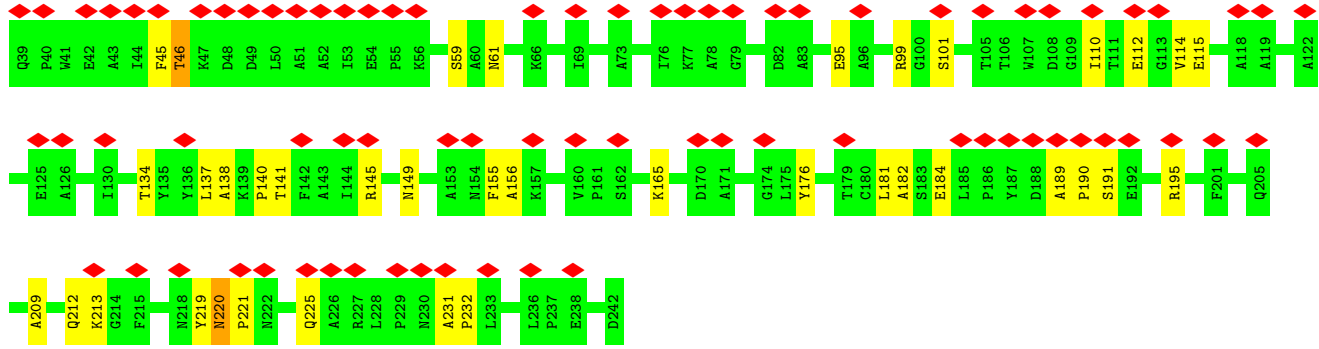 Q39 P40 W41 E42 A43 I44 F45 T46 K47 D48 D49 L50 A51 A52 I53 E54 P55 K56 S59 A60 N61 K66 I69 A73 I76 K77 A78 G79 D82 A83 E95 A96 R99 G100 S101 T105 T106 W107 D108 G109 I110 T111 E112 G113 V114 E115 A118 A119 A122
E125 A126 I130 T134 Y135 Y136 L137 A138 K139 P140 T141 F142 A143 I144 R145 N149 A153 N154 F155 A156 K157 V160 P161 S162 K165 D170 A171 G174 L175 Y176 T179 C180 L181 A182 S183 E184 L185 P186 Y187 D188 A189 P190 S191 E192 R195 F201 Q205
A209 Q212 K213 G214 F215 N218 Y219 N220 P221 N222 Q225 A226 R227 L228 P229 N230 A231 P232 L233 L236 P237 E238 D242